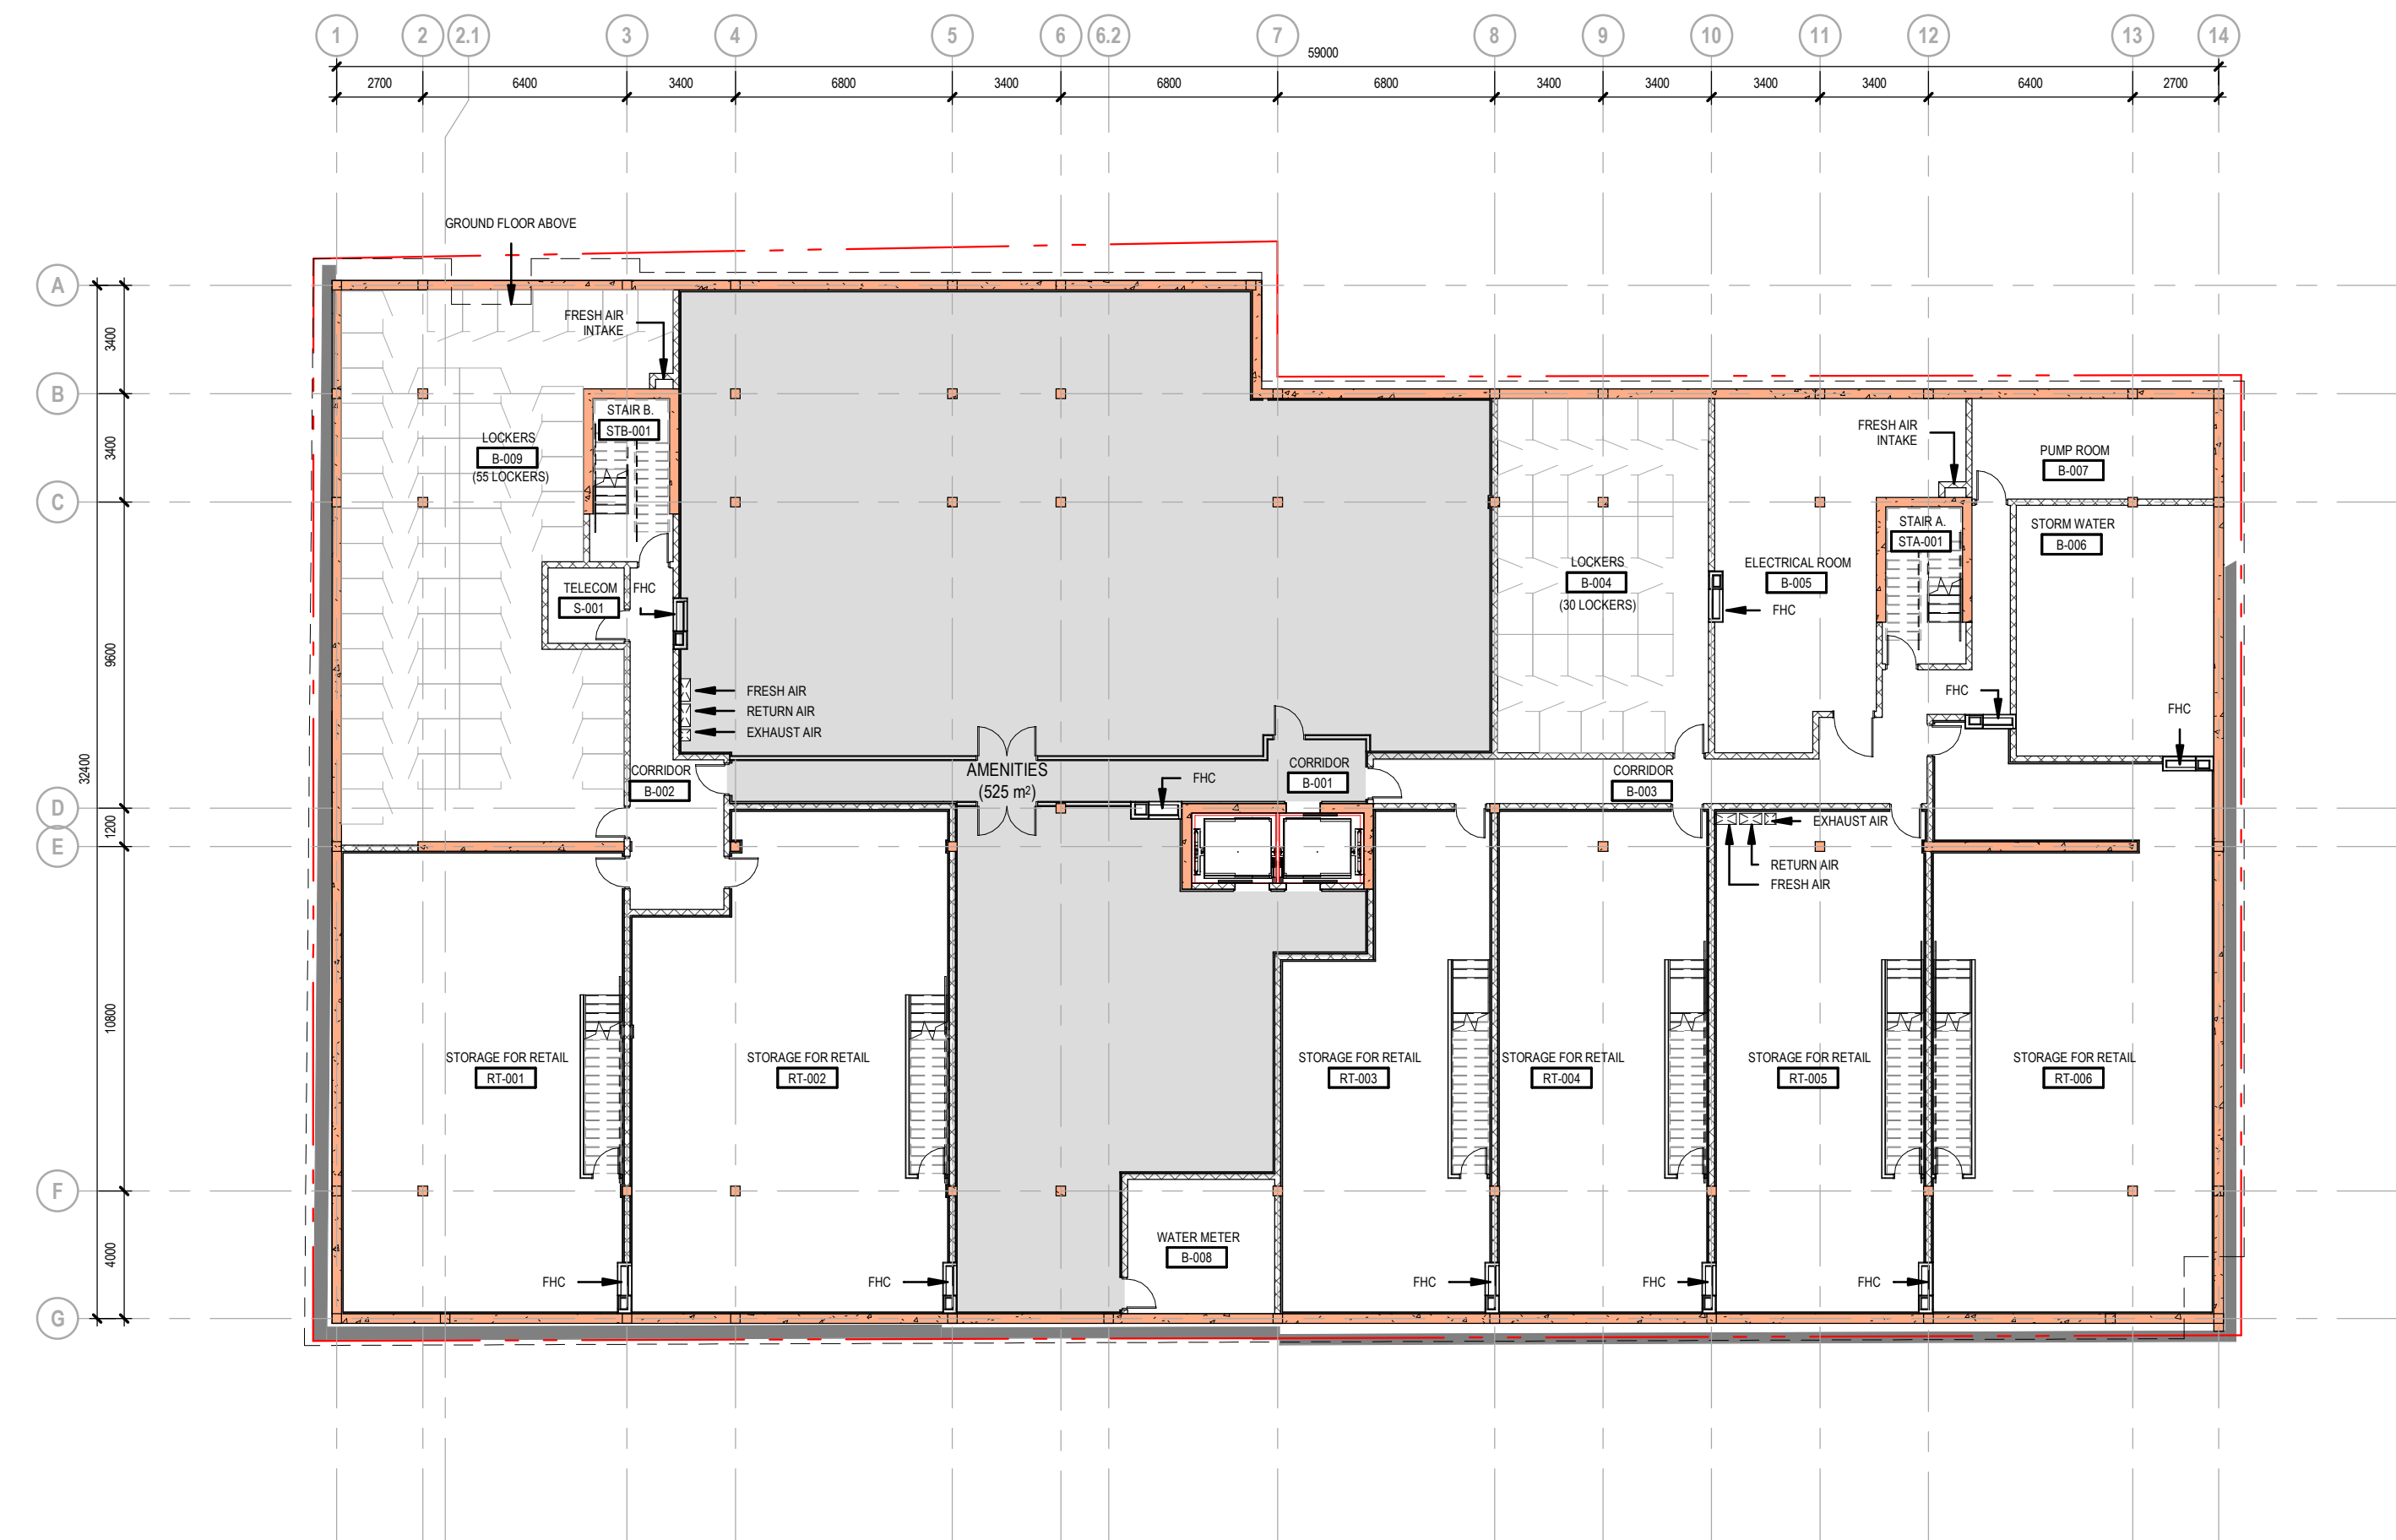 1 2 2.1 3 4 5 6 6.2 7 8 9 10 11 12 13 14
59000
2700 6400 3400 6800 3400 6800 6800 3400 3400 3400 3400 6400 2700
GROUND FLOOR ABOVE
A
B
C
D
E
F
G
3400
3400
9600
1200
10800
4000
32400
FRESH AIR
INTAKE
STAIR B.
STB-001
LOCKERS
B-009
(55 LOCKERS)
TELECOM
S-001
FHC
FRESH AIR
RETURN AIR
EXHAUST AIR
CORRIDOR
B-002
AMENITIES
(525 m²)
FHC
CORRIDOR
B-001
LOCKERS
B-004
(30 LOCKERS)
ELECTRICAL ROOM
B-005
FHC
FRESH AIR
INTAKE
STAIR A.
STA-001
PUMP ROOM
B-007
STORM WATER
B-006
FHC
FHC
CORRIDOR
B-003
EXHAUST AIR
RETURN AIR
FRESH AIR
STORAGE FOR RETAIL
RT-001
STORAGE FOR RETAIL
RT-002
STORAGE FOR RETAIL
RT-003
STORAGE FOR RETAIL
RT-004
STORAGE FOR RETAIL
RT-005
STORAGE FOR RETAIL
RT-006
WATER METER
B-008
FHC
FHC
FHC
FHC
FHC